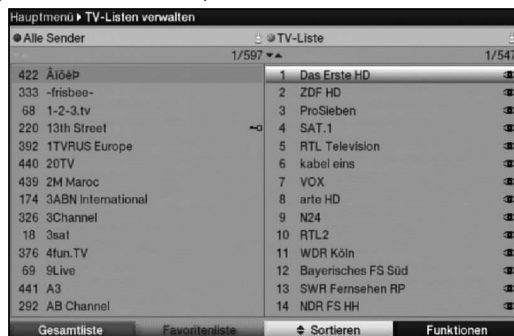 Hauptmenü ▸ TV-Listen verwalten
Alle Sender
1/597
422 Âîôêþ
333 -frisbee-
68 1-2-3.tv
220 13th Street
392 1TVRUS Europe
440 20TV
439 2M Maroc
174 3ABN International
326 3Channel
18 3sat
376 4fun.TV
69 9Live
441 A3
292 AB Channel
TV-Liste
1/547
1 Das Erste HD
2 ZDF HD
3 ProSieben
4 SAT.1
5 RTL Television
6 kabel eins
7 VOX
8 arte HD
9 N24
10 RTL2
11 WDR Köln
12 Bayerisches FS Süd
13 SWR Fernsehen RP
14 NDR FS HH
Gesamtliste Favoritenliste Sortieren Funktionen